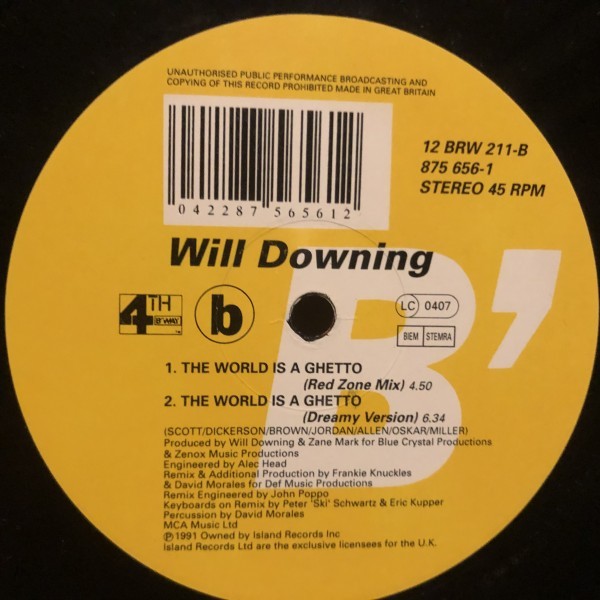 UNAUTHORISED PUBLIC PERFORMANCE BROADCASTING AND
COPYING OF THIS RECORD PROHIBITED MADE IN GREAT BRITAIN
0 42287 56561 2
12 BRW 211-B
875 656-1
STEREO 45 RPM
Will Downing
B'
4TH
B'WAY
b
LC 0407
BIEM STEMRA
1. THE WORLD IS A GHETTO
(Red Zone Mix) 4.50
2. THE WORLD IS A GHETTO
(Dreamy Version) 6.34
(SCOTT/DICKERSON/BROWN/JORDAN/ALLEN/OSKAR/MILLER)
Produced by Will Downing & Zane Mark for Blue Crystal Productions
& Zenox Music Productions
Engineered by Alec Head
Remix & Additional Production by Frankie Knuckles
& David Morales for Def Music Productions
Remix Engineered by John Poppo
Keyboards on Remix by Peter 'Ski' Schwartz & Eric Kupper
Percussion by David Morales
MCA Music Ltd
℗1991 Owned by Island Records Inc
Island Records Ltd are the exclusive licensees for the U.K.